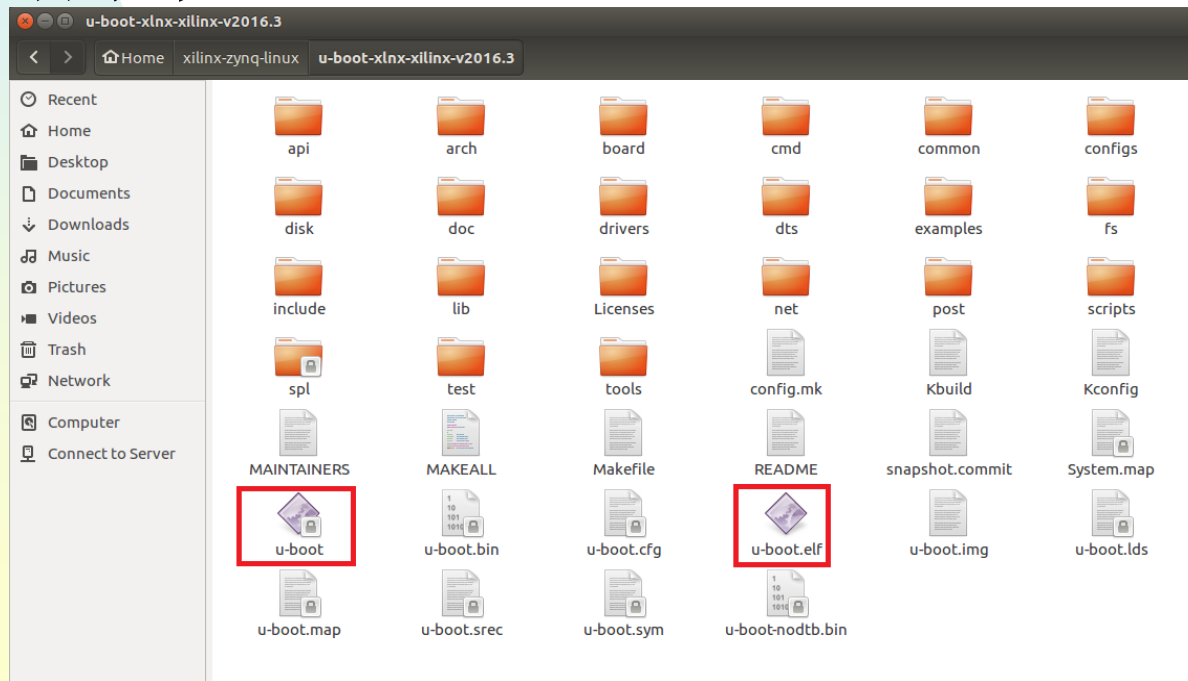 u-boot-xlnx-xilinx-v2016.3
Home xilinx-zynq-linux u-boot-xlnx-xilinx-v2016.3
Recent
Home
Desktop
Documents
Downloads
Music
Pictures
Videos
Trash
Network
Computer
Connect to Server
api arch board cmd common configs
disk doc drivers dts examples fs
include lib Licenses net post scripts
spl test tools config.mk Kbuild Kconfig
MAINTAINERS MAKEALL Makefile README snapshot.commit System.map
u-boot u-boot.bin u-boot.cfg u-boot.elf u-boot.img u-boot.lds
u-boot.map u-boot.srec u-boot.sym u-boot-nodtb.bin